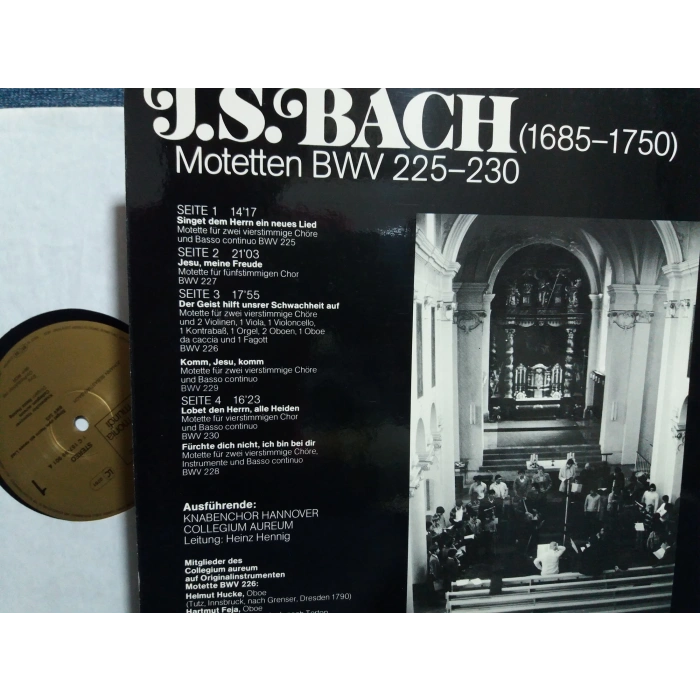 J.S. BACH (1685–1750)
Motetten BWV 225–230
SEITE 1 14'17
Singet dem Herrn ein neues Lied
Motette für zwei vierstimmige Chöre
und Basso continuo BWV 225
SEITE 2 21'03
Jesu, meine Freude
Motette für fünfstimmigen Chor
BWV 227
SEITE 3 17'55
Der Geist hilft unsrer Schwachheit auf
Motette für zwei vierstimmige Chöre
und 2 Violinen, 1 Viola, 1 Violoncello,
1 Kontrabaß, 1 Orgel, 2 Oboen, 1 Oboe
da caccia und 1 Fagott
BWV 226
Komm, Jesu, komm
Motette für zwei vierstimmige Chöre
und Basso continuo
BWV 229
SEITE 4 16'23
Lobet den Herrn, alle Heiden
Motette für vierstimmigen Chor
und Basso continuo
BWV 230
Fürchte dich nicht, ich bin bei dir
Motette für zwei vierstimmige Chöre,
Instrumente und Basso continuo
BWV 228
Ausführende:
KNABENCHOR HANNOVER
COLLEGIUM AUREUM
Leitung: Heinz Hennig
Mitglieder des
Collegium aureum
auf Originalinstrumenten
Motette BWV 226:
Helmut Hucke, Oboe
(Tutz, Innsbruck, nach Grenser, Dresden 1790)
Hartmut Feja, Oboe
STEREO
1